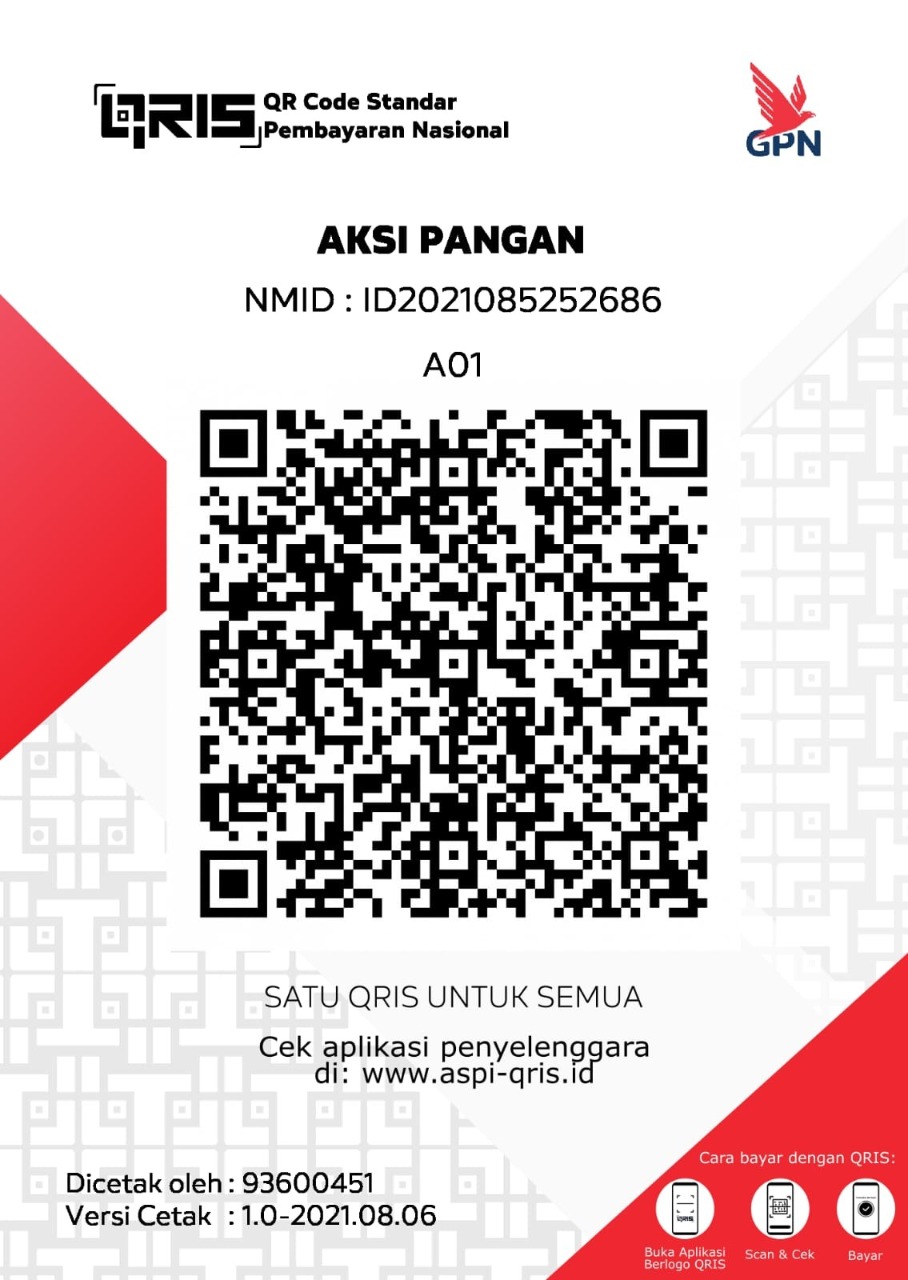 QRIS
QR Code Standar
Pembayaran Nasional
GPN
AKSI PANGAN
NMID : ID2021085252686
A01
SATU QRIS UNTUK SEMUA
Cek aplikasi penyelenggara
di: www.aspi-qris.id
Dicetak oleh : 93600451
Versi Cetak : 1.0-2021.08.06
Cara bayar dengan QRIS:
QRIS
Buka Aplikasi
Berlogo QRIS
Scan & Cek
Bayar